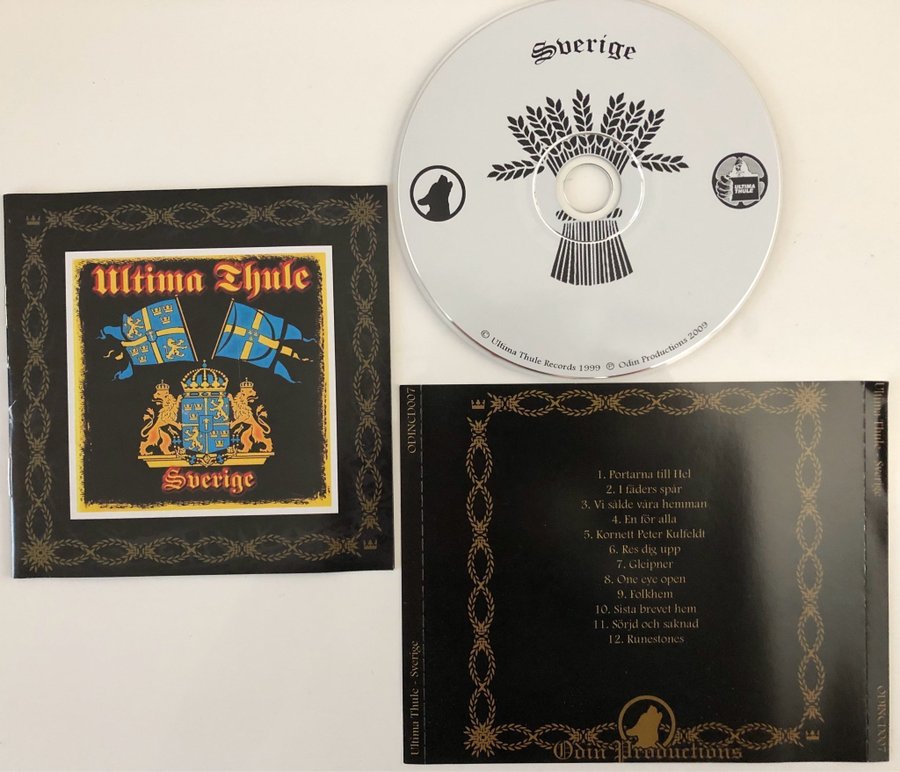 Sverige
ULTIMA
THULE
© Ultima Thule Records 1999 ℗ Odin Productions 2009
Ultima Thule
Sverige
ODINCD007
Ultima Thule - Sverige
1. Portarna till Hel
2. I fäders spår
3. Vi sålde våra hemman
4. En för alla
5. Kornett Peter Kulfeldt
6. Res dig upp
7. Gleipner
8. One eye open
9. Folkhem
10. Sista brevet hem
11. Sörjd och saknad
12. Runestones
Ultima Thule - Sverige
ODINCD007
Odin Productions